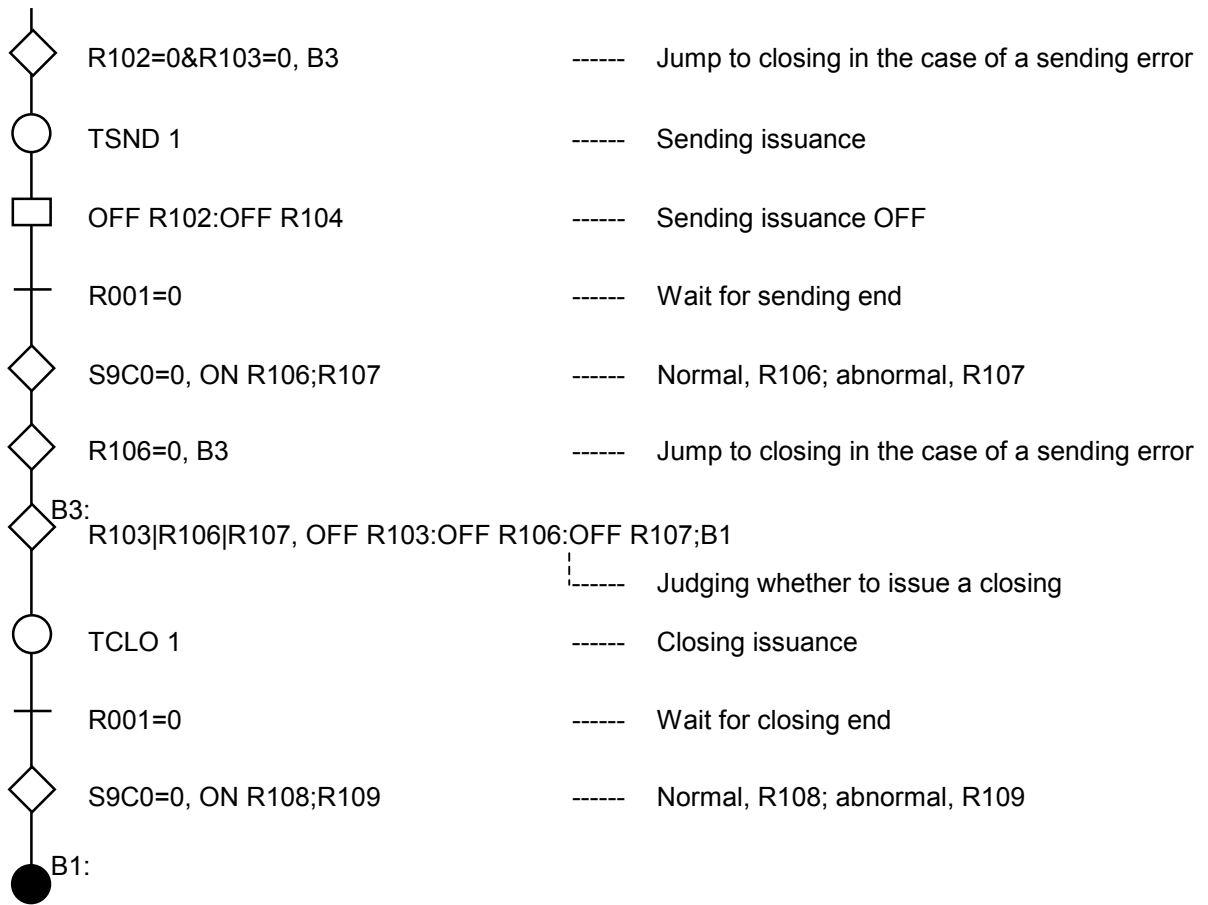 R102=0&R103=0, B3 ------ Jump to closing in the case of a sending error
TSND 1 ------ Sending issuance
OFF R102:OFF R104 ------ Sending issuance OFF
R001=0 ------ Wait for sending end
S9C0=0, ON R106;R107 ------ Normal, R106; abnormal, R107
R106=0, B3 ------ Jump to closing in the case of a sending error
B3:
R103|R106|R107, OFF R103:OFF R106:OFF R107;B1
------ Judging whether to issue a closing
TCLO 1 ------ Closing issuance
R001=0 ------ Wait for closing end
S9C0=0, ON R108;R109 ------ Normal, R108; abnormal, R109
B1: